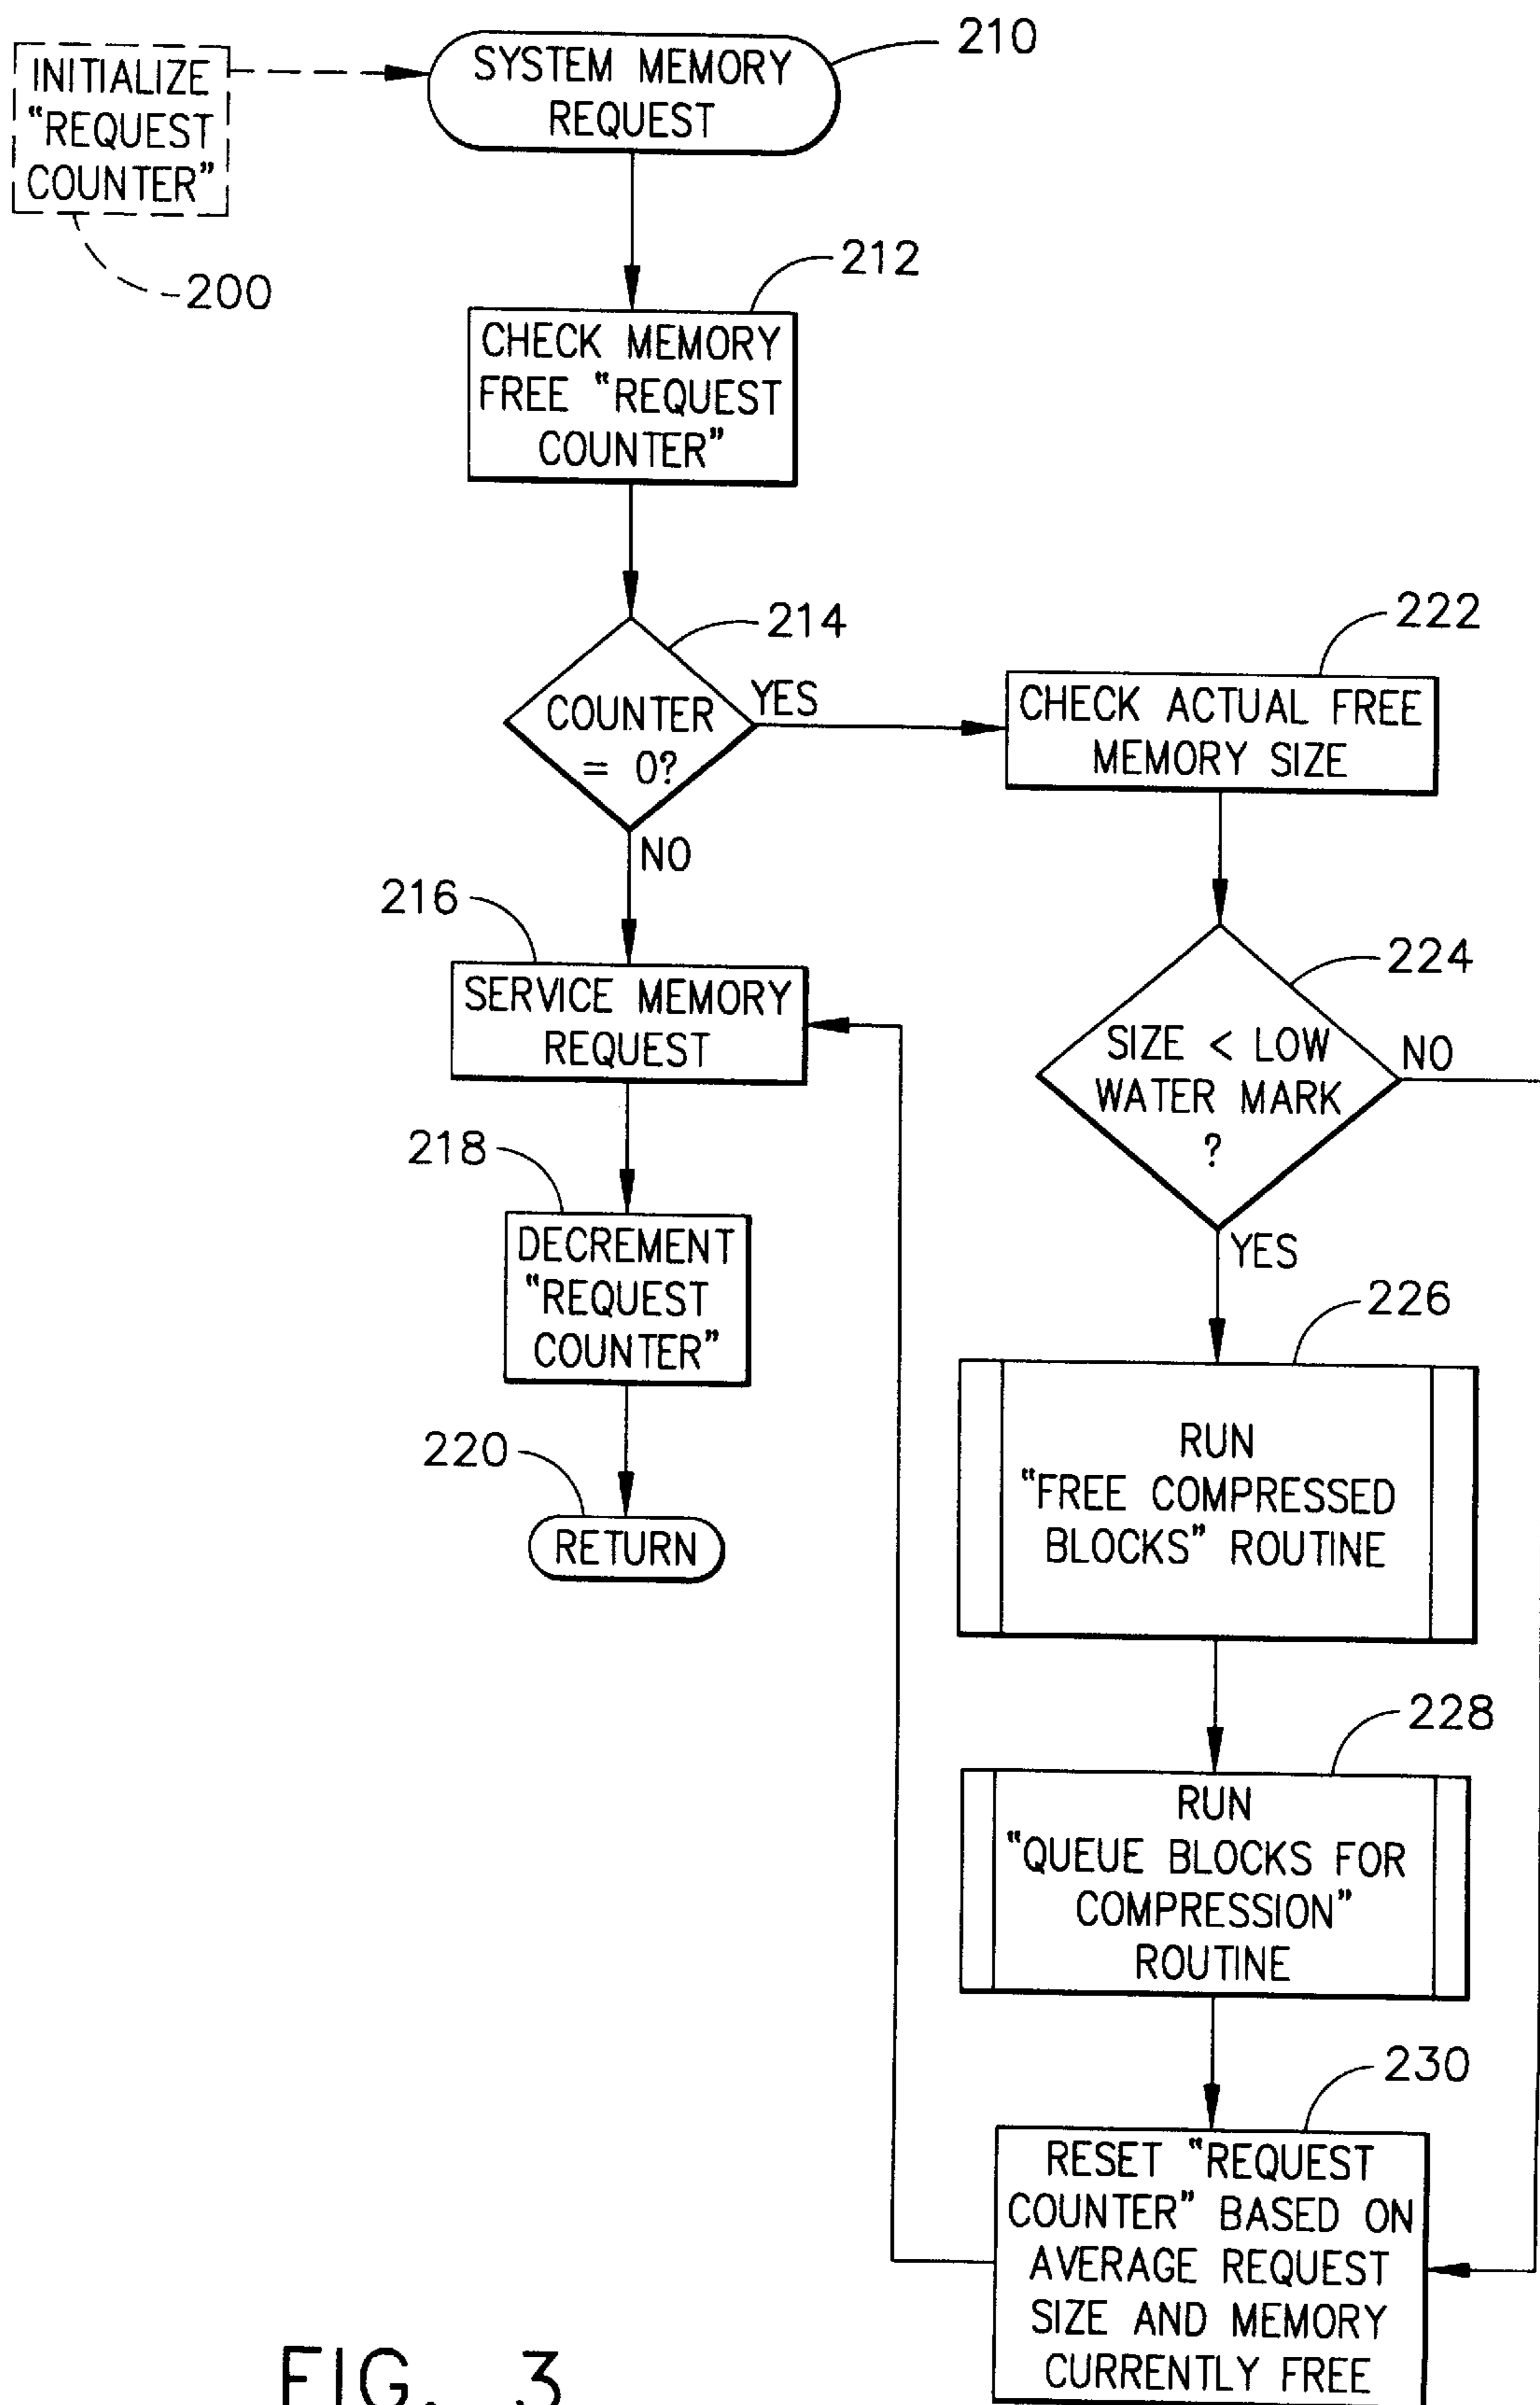 INITIALIZE
"REQUEST
COUNTER"
200
SYSTEM MEMORY
REQUEST
210
212
CHECK MEMORY
FREE "REQUEST
COUNTER"
214
COUNTER
= 0?
YES
NO
222
CHECK ACTUAL FREE
MEMORY SIZE
216
SERVICE MEMORY
REQUEST
224
SIZE < LOW
WATER MARK
?
NO
YES
218
DECREMENT
"REQUEST
COUNTER"
220
RETURN
226
RUN
"FREE COMPRESSED
BLOCKS" ROUTINE
228
RUN
"QUEUE BLOCKS FOR
COMPRESSION"
ROUTINE
230
RESET "REQUEST
COUNTER" BASED ON
AVERAGE REQUEST
SIZE AND MEMORY
CURRENTLY FREE
FIG. 3